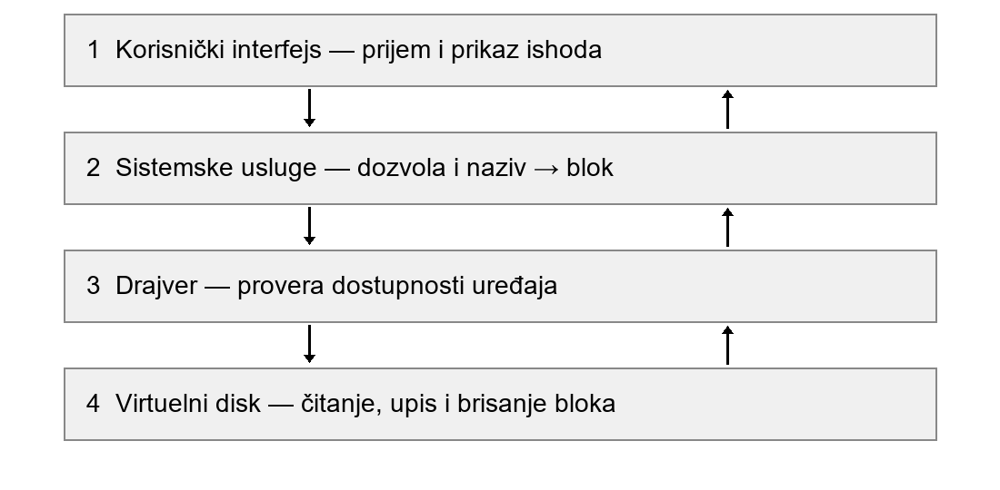 1 Korisnički interfejs — prijem i prikaz ishoda
2 Sistemske usluge — dozvola i naziv → blok
3 Drajver — provera dostupnosti uređaja
4 Virtuelni disk — čitanje, upis i brisanje bloka